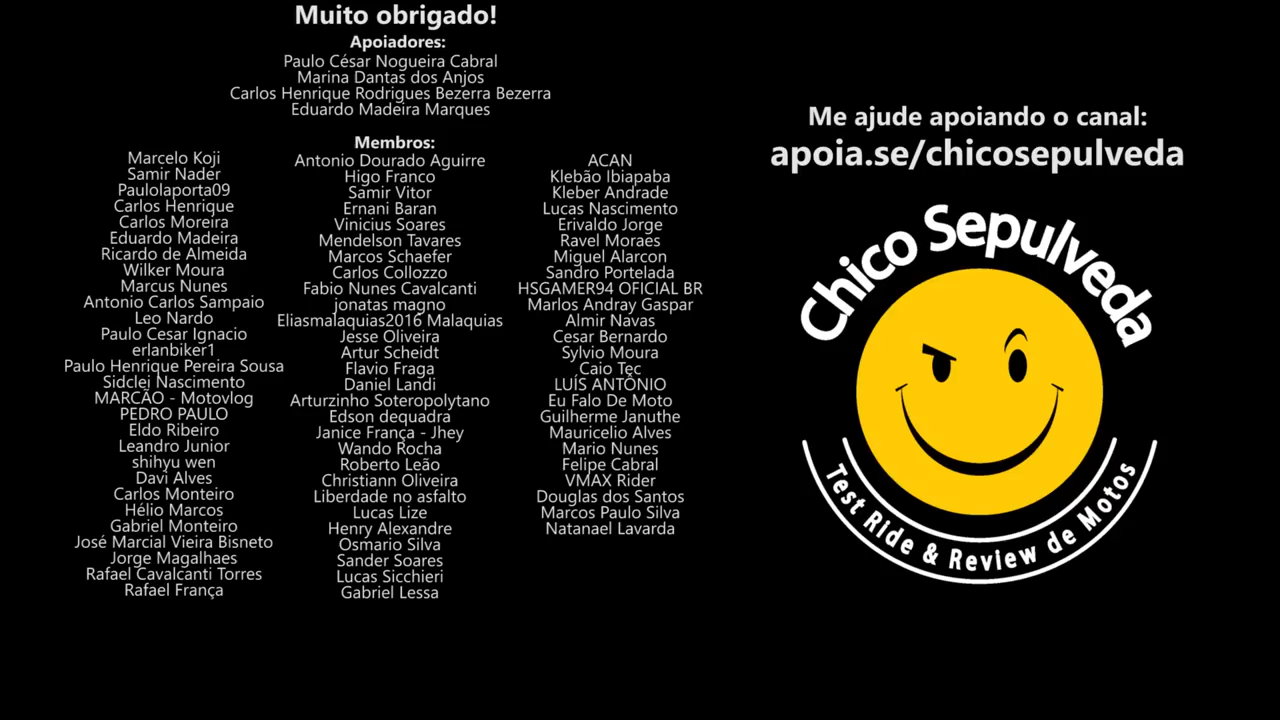 Muito obrigado!
Apoiadores:
Paulo César Nogueira Cabral
Marina Dantas dos Anjos
Carlos Henrique Rodrigues Bezerra Bezerra
Eduardo Madeira Marques
Membros:
Marcelo Koji
Samir Nader
Paulolaporta09
Carlos Henrique
Carlos Moreira
Eduardo Madeira
Ricardo de Almeida
Wilker Moura
Marcus Nunes
Antonio Carlos Sampaio
Leo Nardo
Paulo Cesar Ignacio
erlanbiker1
Paulo Henrique Pereira Sousa
Sidclei Nascimento
MARCÃO - Motovlog
PEDRO PAULO
Eldo Ribeiro
Leandro Junior
shihyu wen
Davi Alves
Carlos Monteiro
Hélio Marcos
Gabriel Monteiro
José Marcial Vieira Bisneto
Jorge Magalhaes
Rafael Cavalcanti Torres
Rafael França
Antonio Dourado Aguirre
Higo Franco
Samir Vitor
Ernani Baran
Vinicius Soares
Mendelson Tavares
Marcos Schaefer
Carlos Collozzo
Fabio Nunes Cavalcanti
jonatas magno
Eliasmalaquias2016 Malaquias
Jesse Oliveira
Artur Scheidt
Flavio Fraga
Daniel Landi
Arturzinho Soteropolytano
Edson dequadra
Janice França - Jhey
Wando Rocha
Roberto Leão
Christiann Oliveira
Liberdade no asfalto
Lucas Lize
Henry Alexandre
Osmario Silva
Sander Soares
Lucas Sicchieri
Gabriel Lessa
ACAN
Klebão Ibiapaba
Kleber Andrade
Lucas Nascimento
Erivaldo Jorge
Ravel Moraes
Miguel Alarcon
Sandro Portelada
HSGAMER94 OFICIAL BR
Marlos Andray Gaspar
Almir Navas
Cesar Bernardo
Sylvio Moura
Caio Tec
LUÍS ANTÔNIO
Eu Falo De Moto
Guilherme Januthe
Mauricelio Alves
Mario Nunes
Felipe Cabral
VMAX Rider
Douglas dos Santos
Marcos Paulo Silva
Natanael Lavarda
Me ajude apoiando o canal:
apoia.se/chicosepulveda
Chico Sepulveda
Test Ride & Review de Motos